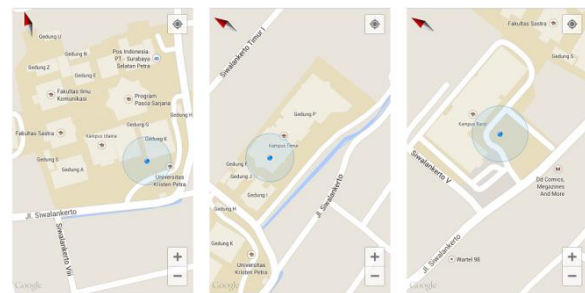 Gedung U
Pos Indonesia
PT - Surabaya
Selatan Petra
Gedung N
Gedung Z
Gedung E
Fakultas Ilmu
Komunikasi
Program
Pasca Sarjana
Gedung H
Gedung G
Fakultas Sastra
Kampus Utama
Gedung K
Gedung A
Universitas
Kristen Petra
Jl. Siwalankerto
Siwalankerto VIII
Google
+
−
Siwalankerto Timur I
Gedung P
Kampus Timur
Gedung J
Gedung I
Gedung H
Jl. Siwalankerto
Gedung K
Universitas
Kristen Petra
Google
+
−
Fakultas Sastra
Kampus Barat
Siwalankerto V
Dd Comics,
Megazines
And More
Jl. Siwalankerto
Wartel 98
Google
+
−